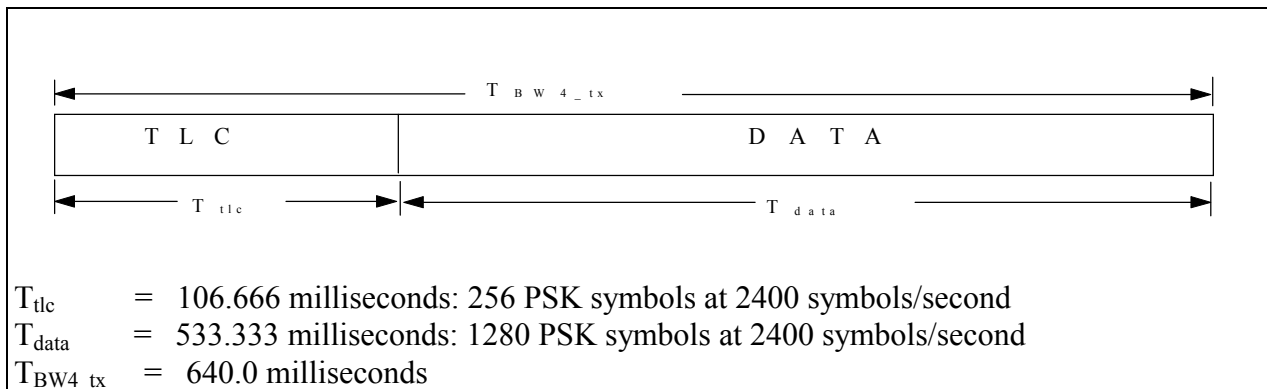 T BW4_tx
TLC DATA
T tlc T data
Ttlc = 106.666 milliseconds: 256 PSK symbols at 2400 symbols/second
Tdata = 533.333 milliseconds: 1280 PSK symbols at 2400 symbols/second
TBW4 tx = 640.0 milliseconds